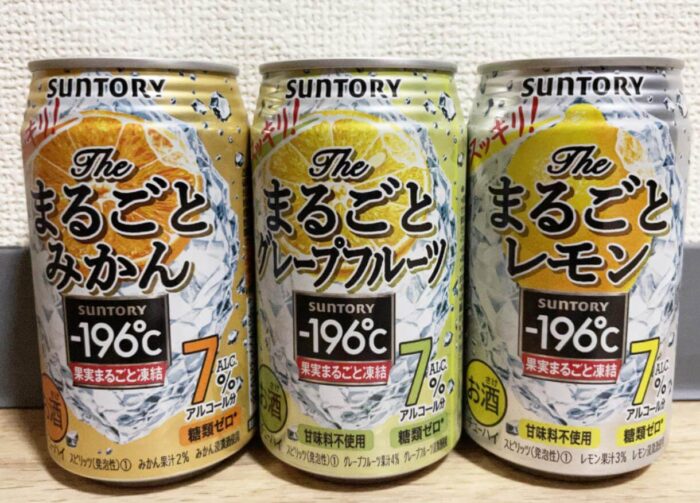 SUNTORY
スッキリ!
The
まるごと
みかん
SUNTORY
-196℃
果実まるごと凍結
7%
ALC.
アルコール分
お酒
糖類ゼロ*
スピリッツ(発泡性)① みかん果汁2%
SUNTORY
スッキリ!
The
まるごと
グレープフルーツ
SUNTORY
-196℃
果実まるごと凍結
7%
ALC.
アルコール分
お酒
甘味料不使用
糖類ゼロ*
スピリッツ(発泡性)① グレープフルーツ果汁4%
SUNTORY
スッキリ!
The
まるごと
レモン
SUNTORY
-196℃
果実まるごと凍結
7%
ALC.
アルコール分
お酒
さけ
甘味料不使用
糖類ゼロ*
スピリッツ(発泡性)① レモン果汁3%